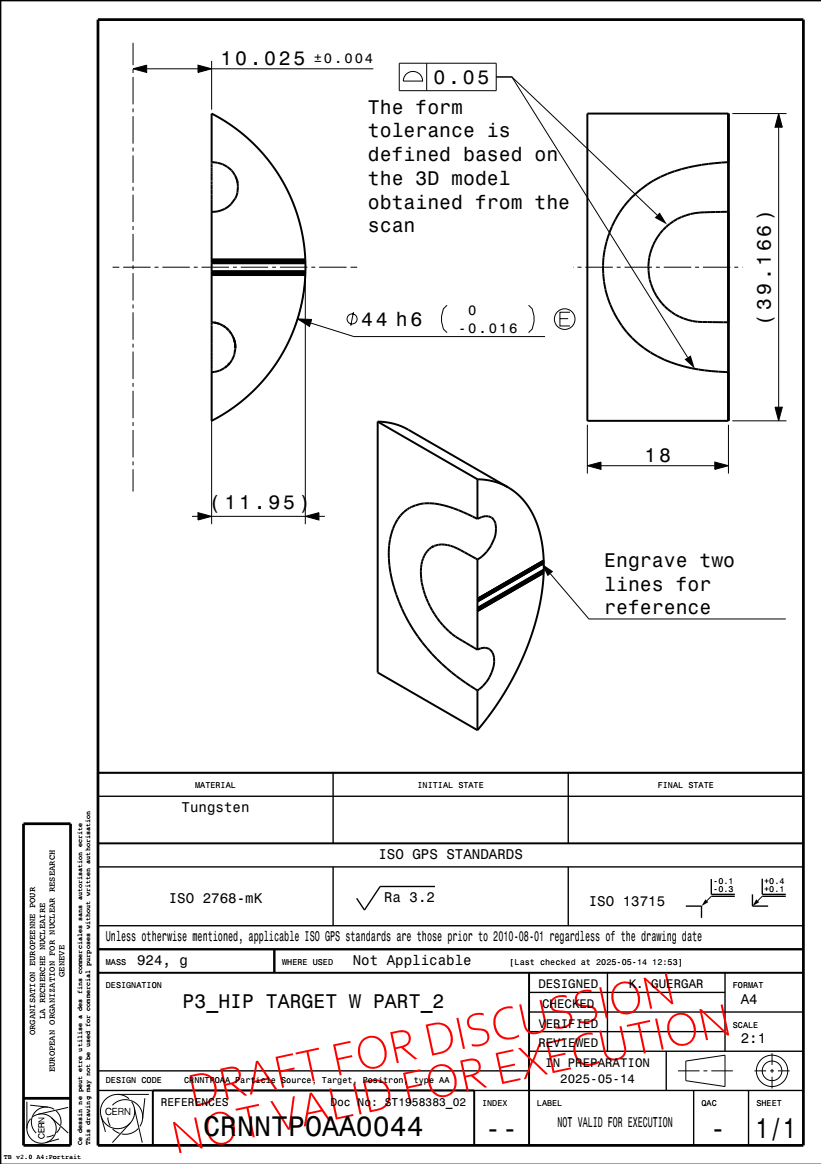 10.025 ±0.004
⌓ 0.05
The form
tolerance is
defined based on
the 3D model
obtained from the
scan
(39.166)
Ø44 h6 ( 0 -0.016 ) Ⓔ
18
(11.95)
Engrave two
lines for
reference
MATERIAL INITIAL STATE FINAL STATE
Tungsten
ISO GPS STANDARDS
ISO 2768-mK Ra 3.2 ISO 13715 -0.1 -0.3 +0.4 +0.1
Unless otherwise mentioned, applicable ISO GPS standards are those prior to 2010-08-01 regardless of the drawing date
MASS 924, g WHERE USED Not Applicable [Last checked at 2025-05-14 12:53]
DESIGNATION
P3_HIP TARGET W PART_2
DESIGNED K. GUERGAR
CHECKED
VERIFIED
REVIEWED
FORMAT
A4
SCALE
2:1
IN PREPARATION
2025-05-14
DESIGN CODE CRNNTPOAA,Particle Source, Target, Positron, type AA
DRAFT FOR DISCUSSION
NOT VALID FOR EXECUTION
CERN
REFERENCES Doc No: ST1958383_02
CRNNTPOAA0044
INDEX
--
LABEL
NOT VALID FOR EXECUTION
QAC
-
SHEET
1/1
ORGANISATION EUROPEENNE POUR
LA RECHERCHE NUCLEAIRE
EUROPEAN ORGANIZATION FOR NUCLEAR RESEARCH
GENEVE
CERN
Ce dessin ne peut etre utilise a des fins commerciales sans autorisation ecrite
This drawing may not be used for commercial purposes without written authorisation
TB v2.0 A4:Portrait